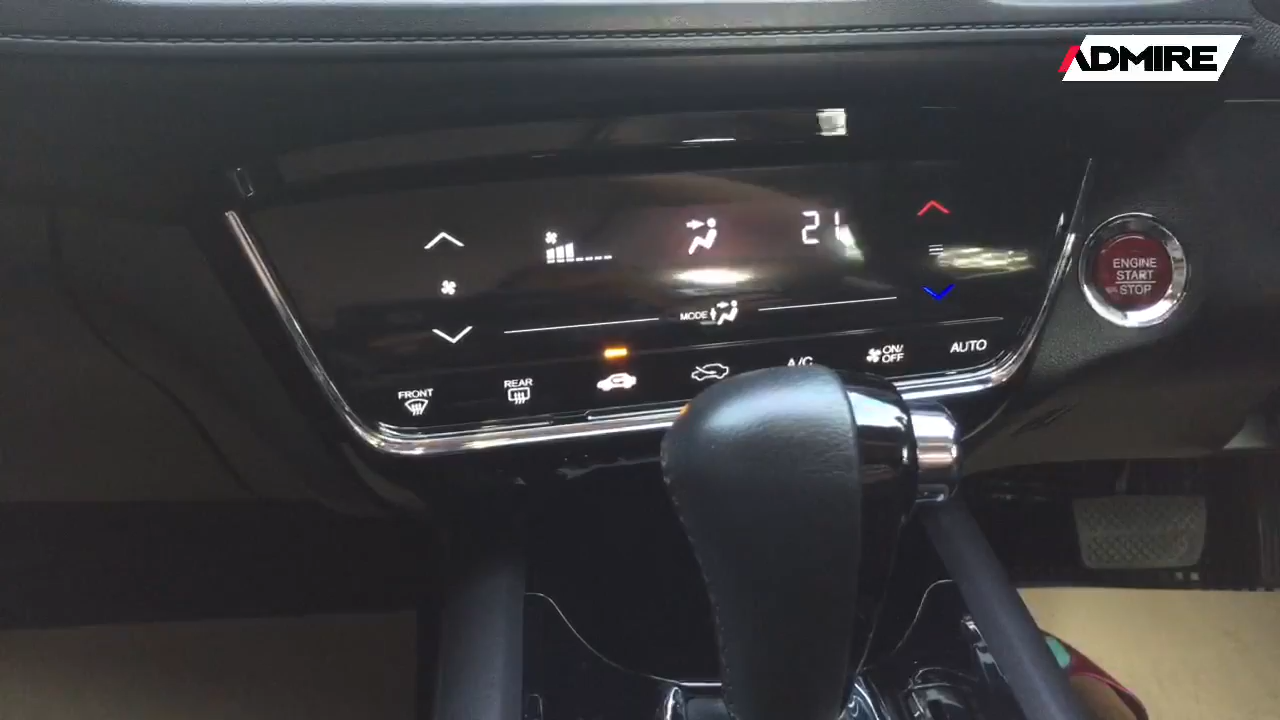 ADMIRE
21
ENGINE
START
STOP
MODE
FRONT
REAR
A/C
ON/
OFF
AUTO